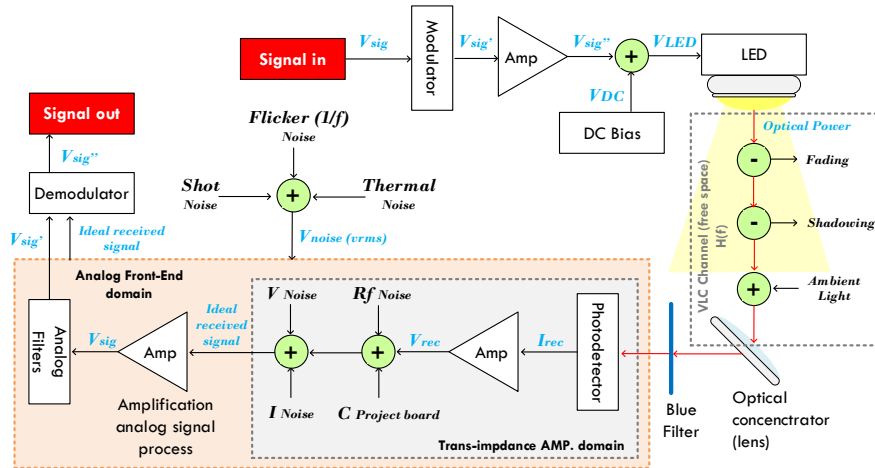 Signal in
Vsig
Modulator
Vsig'
Amp
Vsig''
VLED
LED
VDC
DC Bias
Optical Power
Fading
Shadowing
Ambient
Light
VLC Channel (free space)
H(f)
Optical
concenctrator
(lens)
Blue
Filter
Signal out
Vsig''
Demodulator
Vsig'
Ideal received
signal
Flicker (1/f)
Noise
Shot
Noise
Thermal
Noise
Vnoise (vrms)
Analog Front-End
domain
Analog
Filters
Vsig
Amp
Amplification
analog signal
process
Ideal
received
signal
V Noise
I Noise
Rf Noise
C Project board
Vrec
Amp
Irec
Photodetector
Trans-impdance AMP. domain